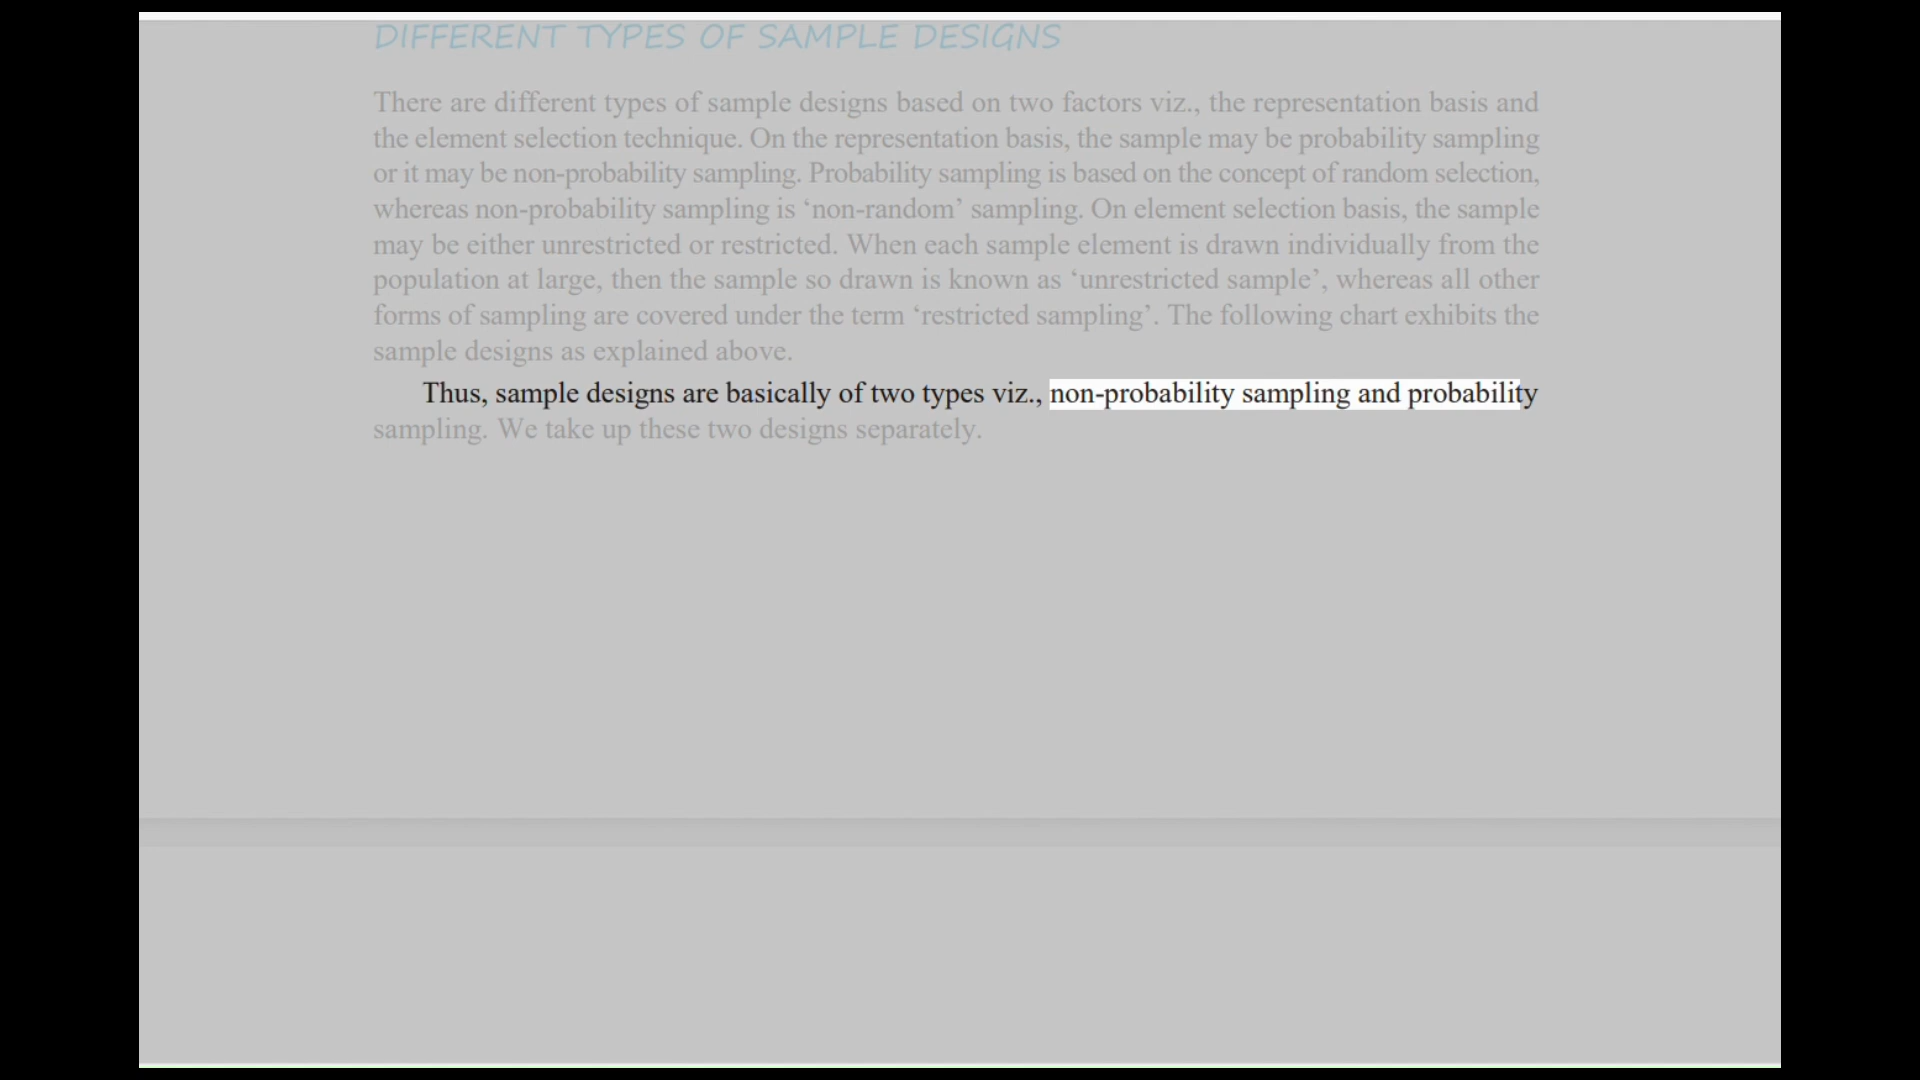 DIFFERENT TYPES OF SAMPLE DESIGNS
There are different types of sample designs based on two factors viz., the representation basis and
the element selection technique. On the representation basis, the sample may be probability sampling
or it may be non-probability sampling. Probability sampling is based on the concept of random selection,
whereas non-probability sampling is ‘non-random’ sampling. On element selection basis, the sample
may be either unrestricted or restricted. When each sample element is drawn individually from the
population at large, then the sample so drawn is known as ‘unrestricted sample’, whereas all other
forms of sampling are covered under the term ‘restricted sampling’. The following chart exhibits the
sample designs as explained above.
Thus, sample designs are basically of two types viz., non-probability sampling and probability
sampling. We take up these two designs separately.